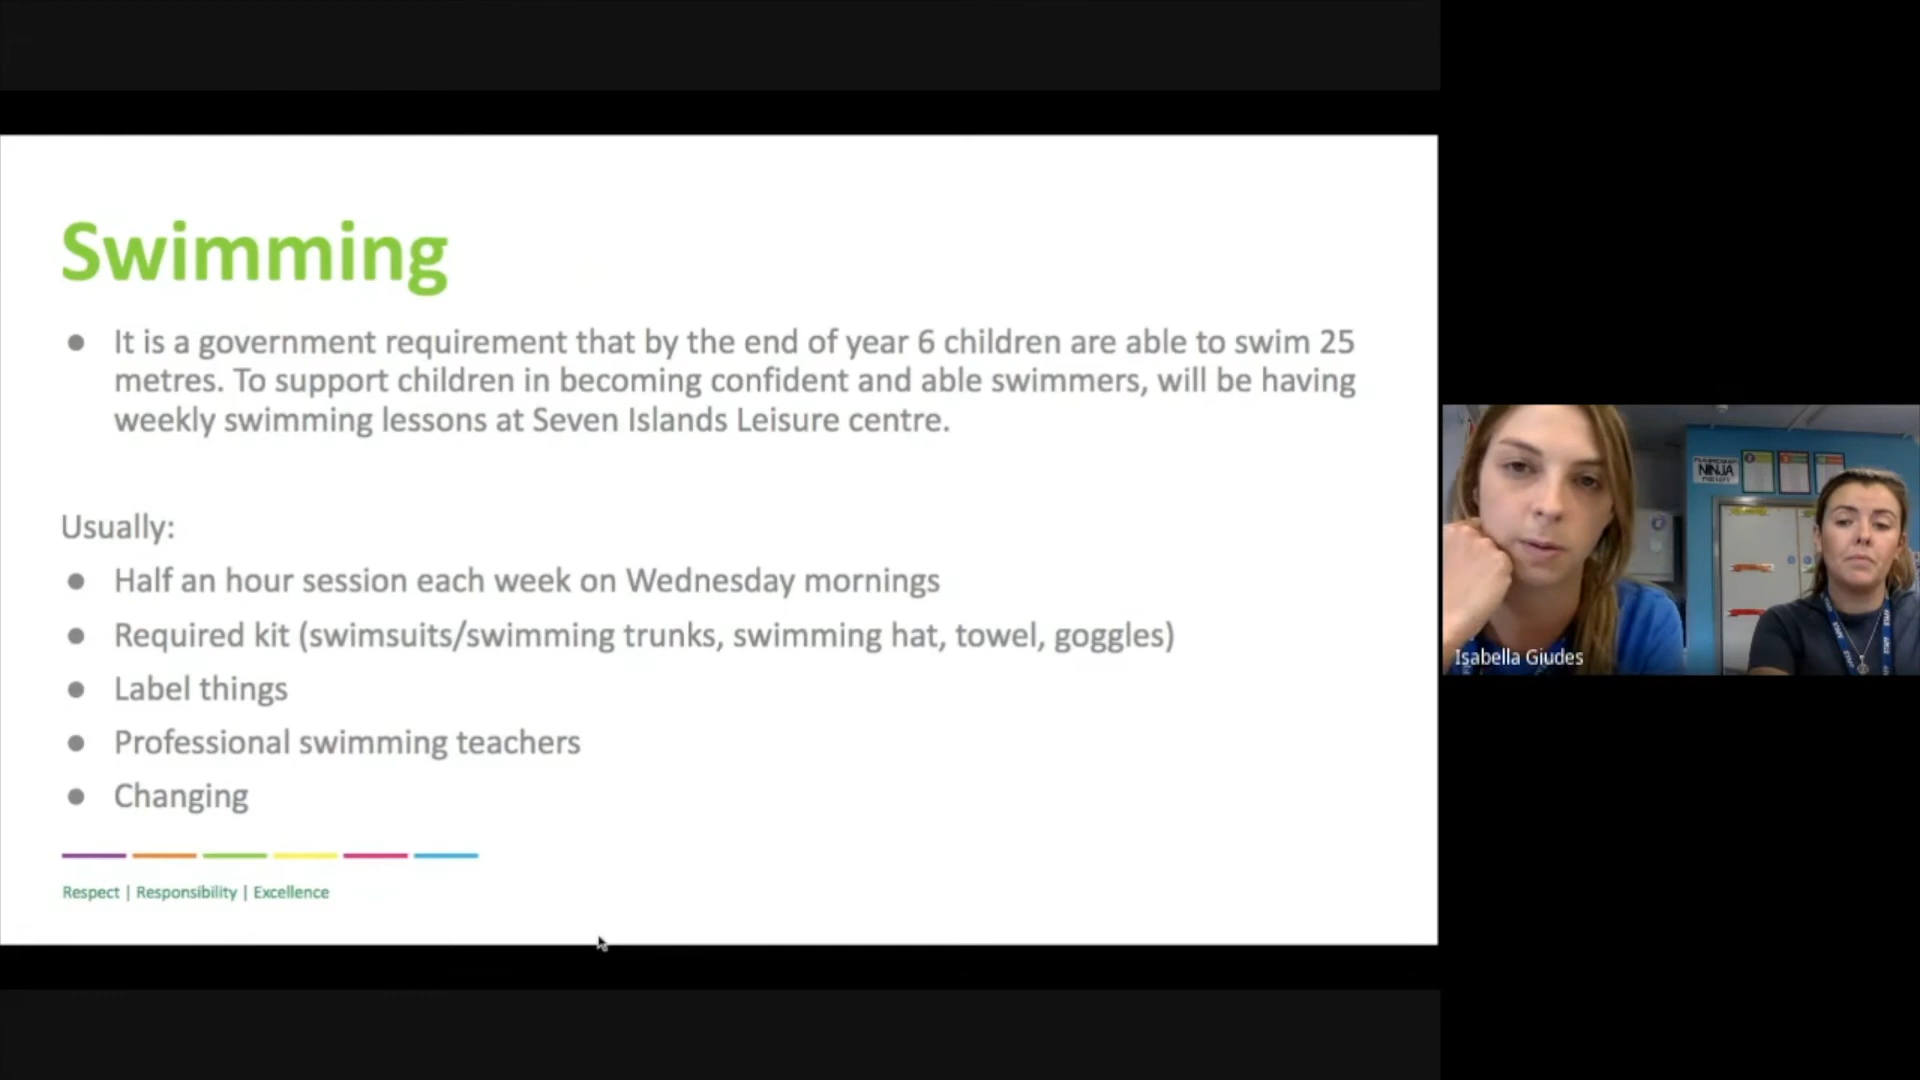 Swimming
● It is a government requirement that by the end of year 6 children are able to swim 25
metres. To support children in becoming confident and able swimmers, will be having
weekly swimming lessons at Seven Islands Leisure centre.
Usually:
● Half an hour session each week on Wednesday mornings
● Required kit (swimsuits/swimming trunks, swimming hat, towel, goggles)
● Label things
● Professional swimming teachers
● Changing
Respect | Responsibility | Excellence
NINJA
Isabella Giudes